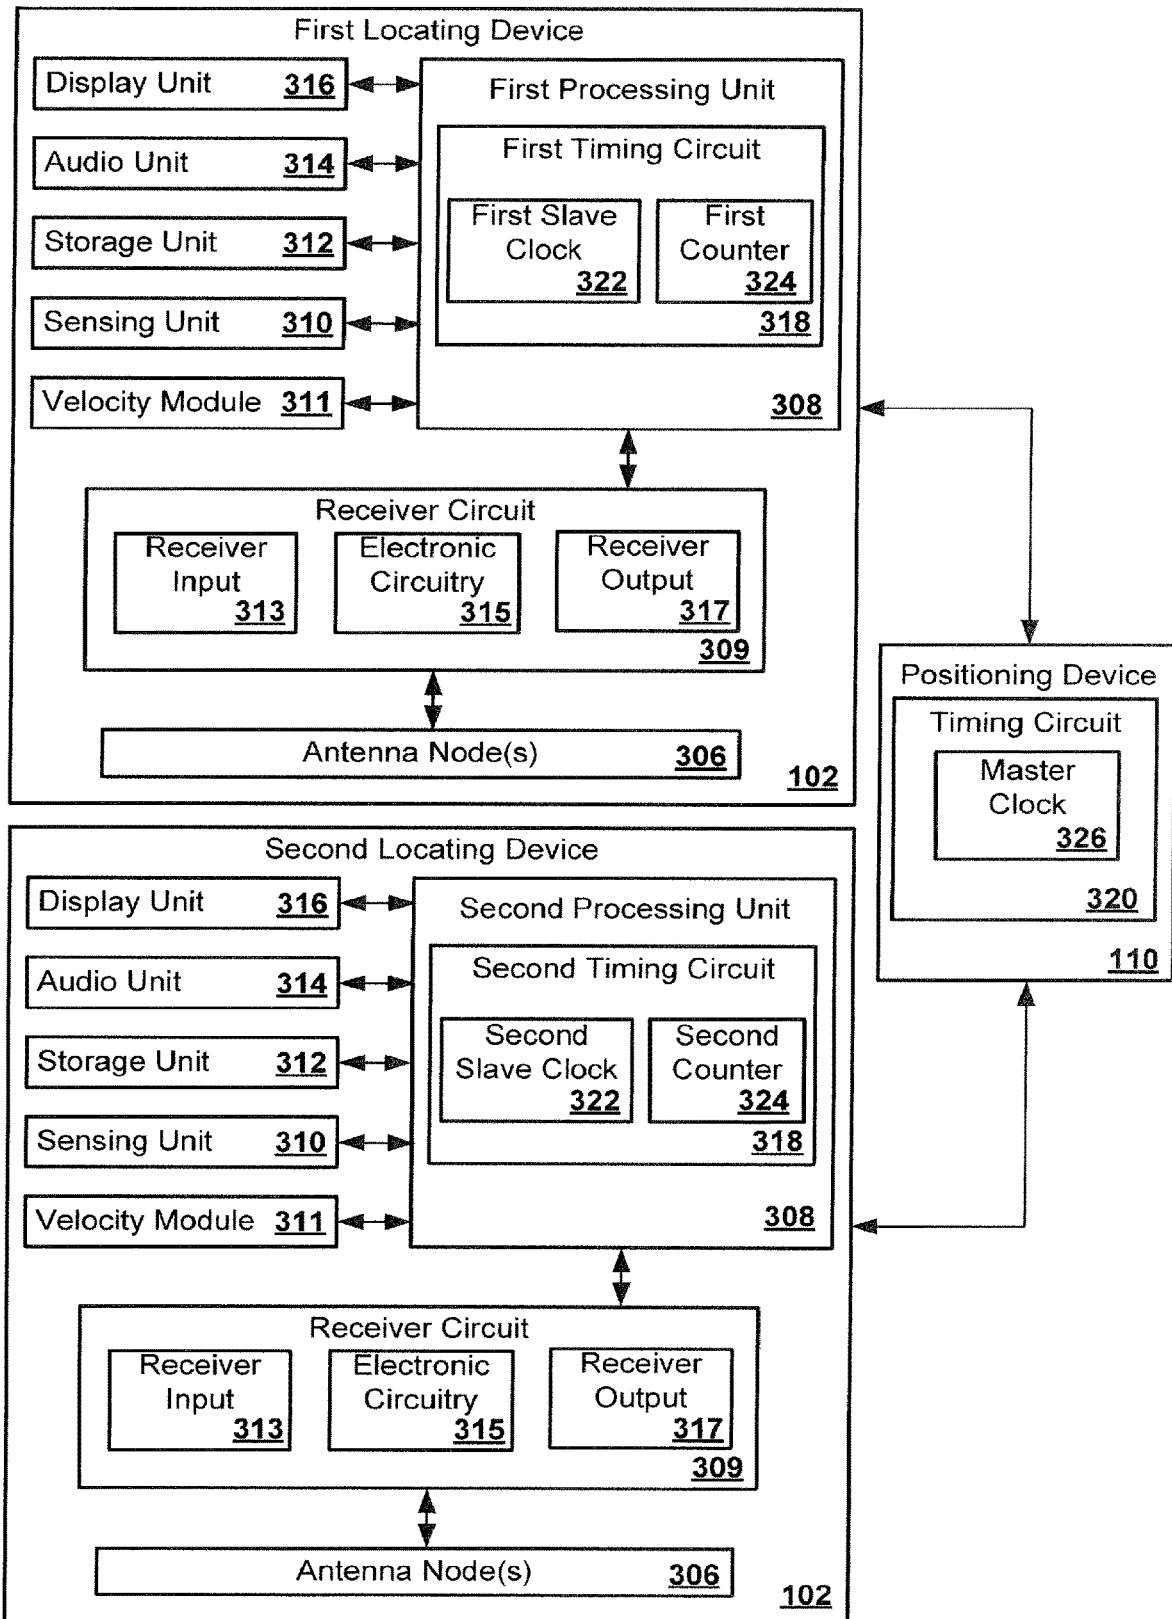 First Locating Device
Display Unit 316
Audio Unit 314
Storage Unit 312
Sensing Unit 310
Velocity Module 311
First Processing Unit
First Timing Circuit
First Slave
Clock
322
First
Counter
324
318
308
Receiver Circuit
Receiver
Input
313
Electronic
Circuitry
315
Receiver
Output
317
309
Antenna Node(s) 306
102
Positioning Device
Timing Circuit
Master
Clock
326
320
110
Second Locating Device
Display Unit 316
Audio Unit 314
Storage Unit 312
Sensing Unit 310
Velocity Module 311
Second Processing Unit
Second Timing Circuit
Second
Slave Clock
322
Second
Counter
324
318
308
Receiver Circuit
Receiver
Input
313
Electronic
Circuitry
315
Receiver
Output
317
309
Antenna Node(s) 306
102